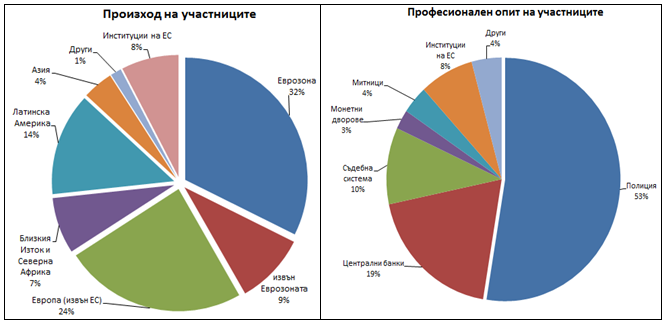 Произход на участниците
Институции на ЕС
8%
Други
1%
Азия
4%
Латинска
Америка
14%
Близкия
Изток и
Северна
Африка
7%
Европа (извън ЕС)
24%
извън
Еврозоната
9%
Еврозона
32%
Професионален опит на участниците
Други
4%
Институции
на ЕС
8%
Митници
4%
Монетни
дворове
3%
Съдебна
система
10%
Централни банки
19%
Полиция
53%